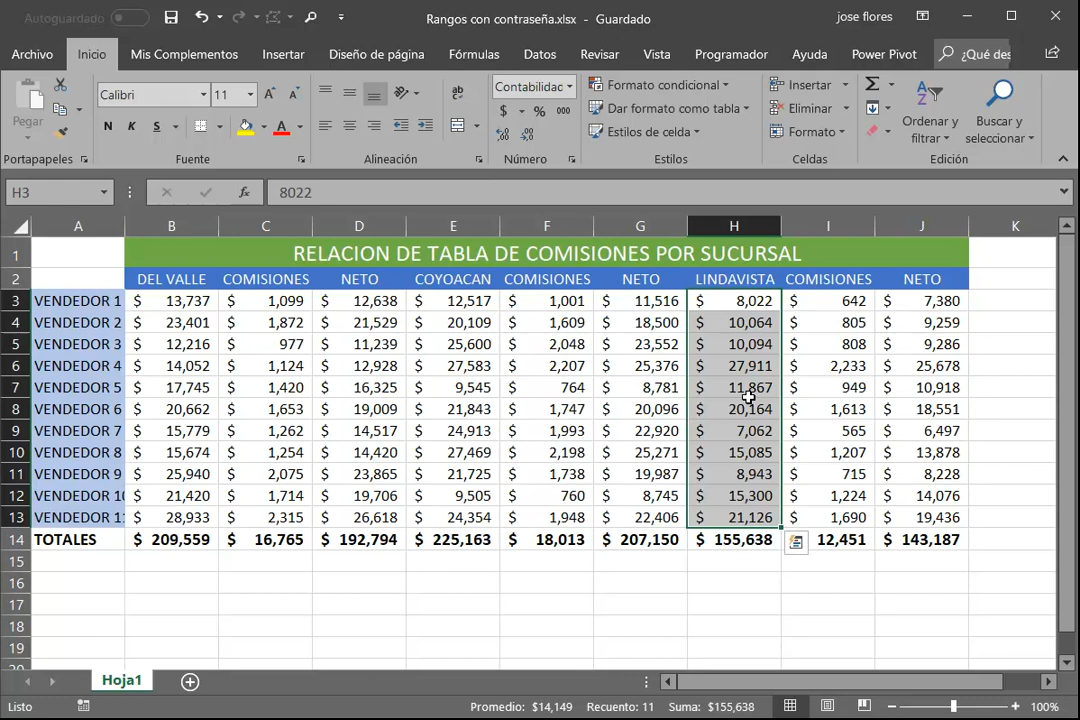 Autoguardado
Rangos con contraseña.xlsx - Guardado
jose flores
Archivo Inicio Mis Complementos Insertar Diseño de página Fórmulas Datos Revisar Vista Programador Ayuda Power Pivot ¿Qué des
Pegar
Calibri 11
N K S
Portapapeles
Fuente
Alineación
Contabilidac
$ % 000
Número
Formato condicional
Dar formato como tabla
Estilos de celda
Estilos
Insertar
Eliminar
Formato
Celdas
Ordenar y filtrar
Buscar y seleccionar
Edición
H3 fx 8022
A B C D E F G H I J K
1 RELACION DE TABLA DE COMISIONES POR SUCURSAL
2 DEL VALLE COMISIONES NETO COYOACAN COMISIONES NETO LINDAVISTA COMISIONES NETO
3 VENDEDOR 1 $ 13,737 $ 1,099 $ 12,638 $ 12,517 $ 1,001 $ 11,516 $ 8,022 $ 642 $ 7,380
4 VENDEDOR 2 $ 23,401 $ 1,872 $ 21,529 $ 20,109 $ 1,609 $ 18,500 $ 10,064 $ 805 $ 9,259
5 VENDEDOR 3 $ 12,216 $ 977 $ 11,239 $ 25,600 $ 2,048 $ 23,552 $ 10,094 $ 808 $ 9,286
6 VENDEDOR 4 $ 14,052 $ 1,124 $ 12,928 $ 27,583 $ 2,207 $ 25,376 $ 27,911 $ 2,233 $ 25,678
7 VENDEDOR 5 $ 17,745 $ 1,420 $ 16,325 $ 9,545 $ 764 $ 8,781 $ 11,867 $ 949 $ 10,918
8 VENDEDOR 6 $ 20,662 $ 1,653 $ 19,009 $ 21,843 $ 1,747 $ 20,096 $ 20,164 $ 1,613 $ 18,551
9 VENDEDOR 7 $ 15,779 $ 1,262 $ 14,517 $ 24,913 $ 1,993 $ 22,920 $ 7,062 $ 565 $ 6,497
10 VENDEDOR 8 $ 15,674 $ 1,254 $ 14,420 $ 27,469 $ 2,198 $ 25,271 $ 15,085 $ 1,207 $ 13,878
11 VENDEDOR 9 $ 25,940 $ 2,075 $ 23,865 $ 21,725 $ 1,738 $ 19,987 $ 8,943 $ 715 $ 8,228
12 VENDEDOR 10 $ 21,420 $ 1,714 $ 19,706 $ 9,505 $ 760 $ 8,745 $ 15,300 $ 1,224 $ 14,076
13 VENDEDOR 11 $ 28,933 $ 2,315 $ 26,618 $ 24,354 $ 1,948 $ 22,406 $ 21,126 $ 1,690 $ 19,436
14 TOTALES $ 209,559 $ 16,765 $ 192,794 $ 225,163 $ 18,013 $ 207,150 $ 155,638 12,451 $ 143,187
15
16
17
18
19
20
Hoja1
Listo Promedio: $14,149 Recuento: 11 Suma: $155,638 100%